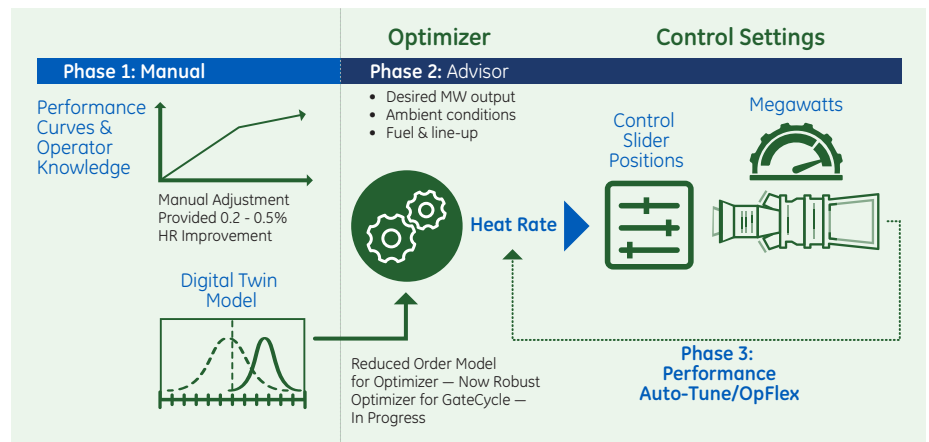 Optimizer
Control Settings
Phase 1: Manual
Phase 2: Advisor
Performance
Curves &
Operator
Knowledge
Manual Adjustment
Provided 0.2 - 0.5%
HR Improvement
Digital Twin
Model
• Desired MW output
• Ambient conditions
• Fuel & line-up
Heat Rate
Reduced Order Model
for Optimizer — Now Robust
Optimizer for GateCycle —
In Progress
Control
Slider
Positions
Megawatts
Phase 3:
Performance
Auto-Tune/OpFlex